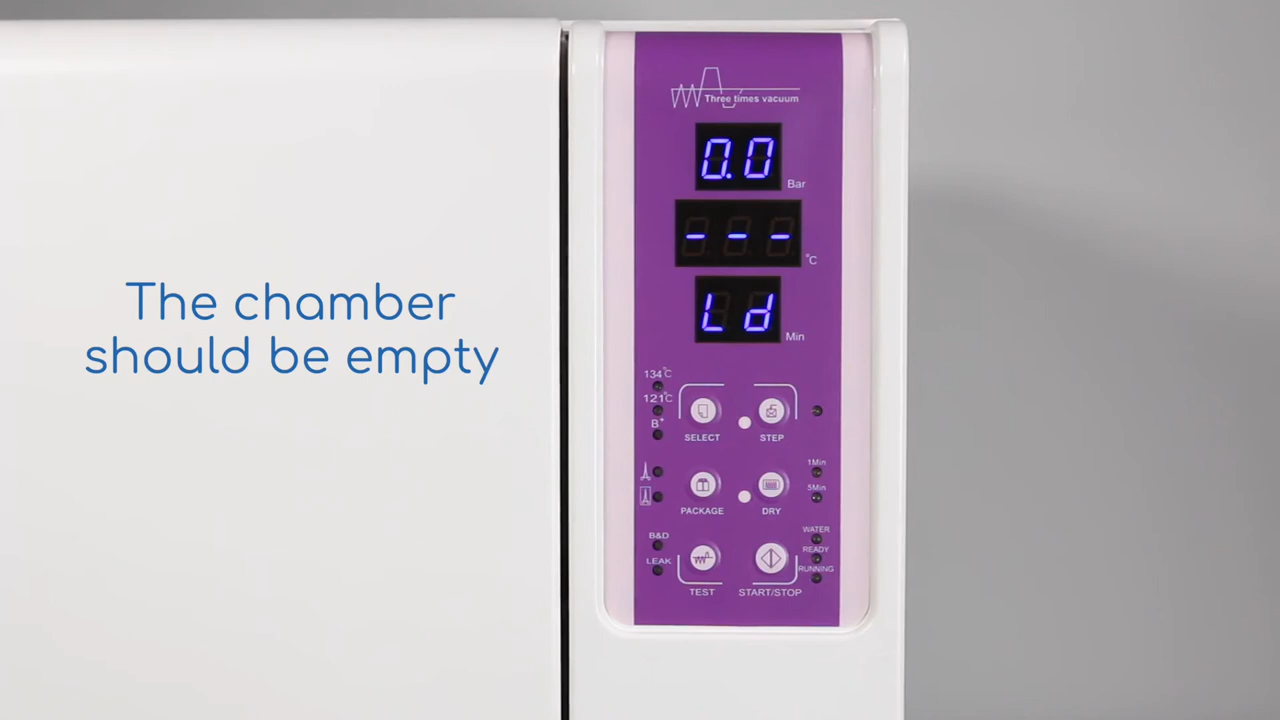 The chamber
should be empty
Three times vacuum
0.0
Bar
---
°C
Ld
Min
134°C
121°C
B+
SELECT
STEP
1Min
5Min
PACKAGE
DRY
WATER
B&D
READY
LEAK
RUNNING
TEST
START/STOP